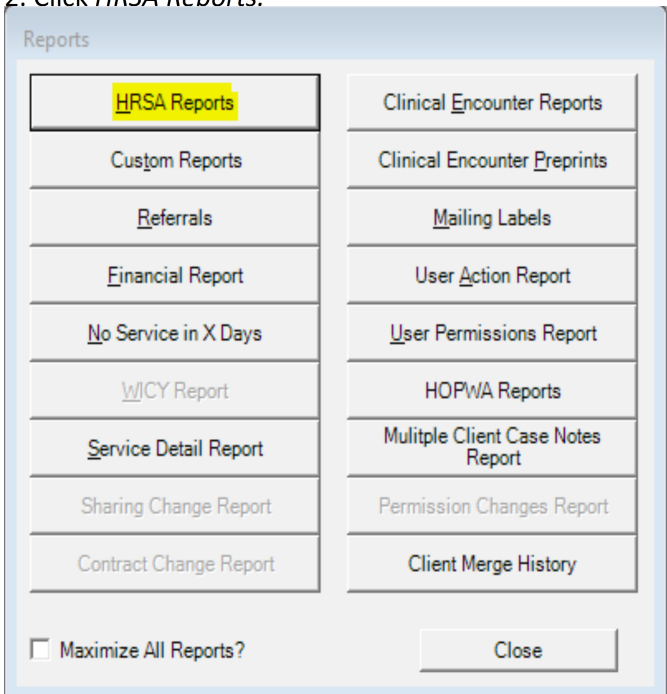 2. Click HRSA Reports.
Reports
HRSA Reports
Clinical Encounter Reports
Custom Reports
Clinical Encounter Preprints
Referrals
Mailing Labels
Financial Report
User Action Report
No Service in X Days
User Permissions Report
WICY Report
HOPWA Reports
Service Detail Report
Mulitple Client Case Notes
Report
Sharing Change Report
Permission Changes Report
Contract Change Report
Client Merge History
Maximize All Reports?
Close